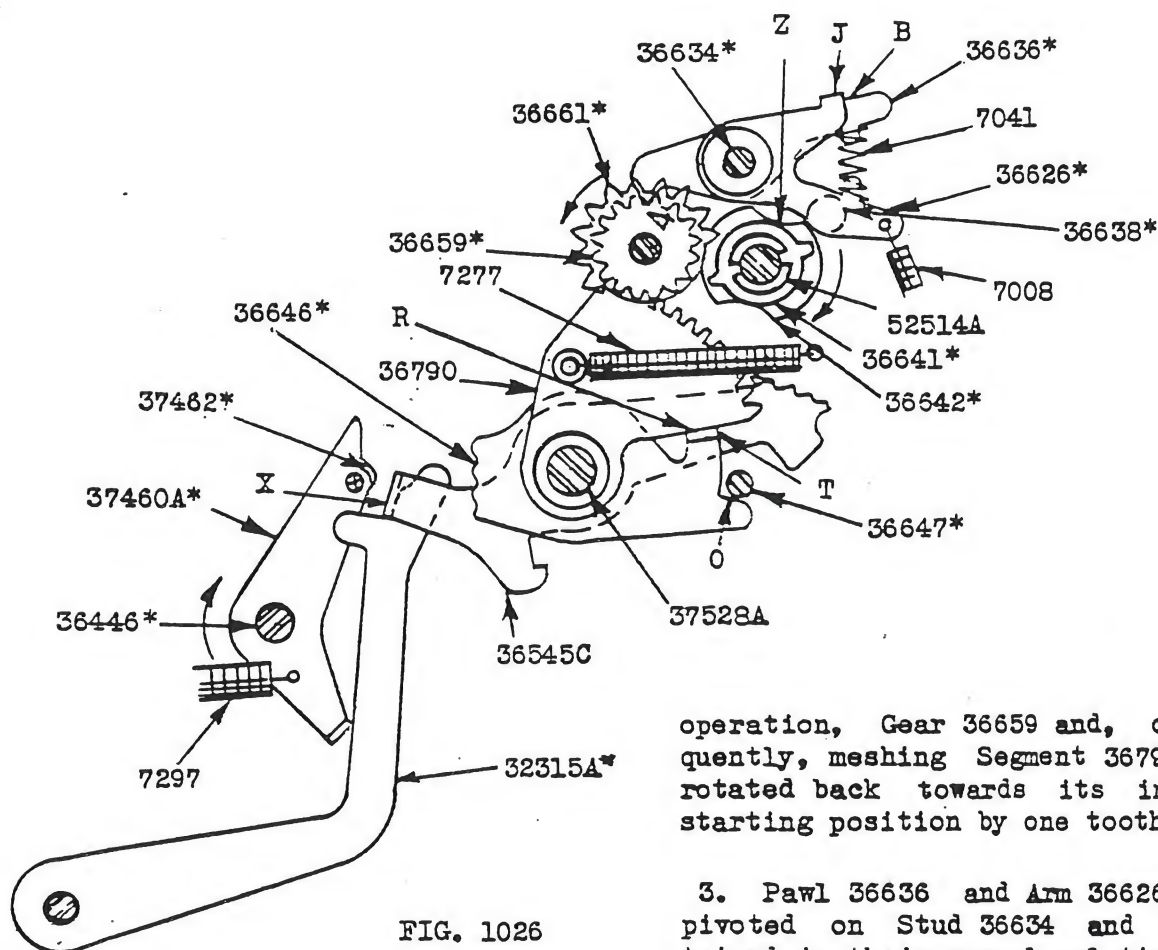 Z
J
B
36634*
36636*
36661*
7041
36626*
36659*
36638*
7277
7008
R
52514A
36646*
36641*
36790
36642*
37462*
X
T
37460A*
36647*
O
36446*
37528A
36545C
7297
32315A*
FIG. 1026
operation, Gear 36659 and,
quently, meshing Segment
rotated back towards its
starting position by one tooth
3. Pawl 36636 and Arm 36626
pivoted on Stud 36634 and